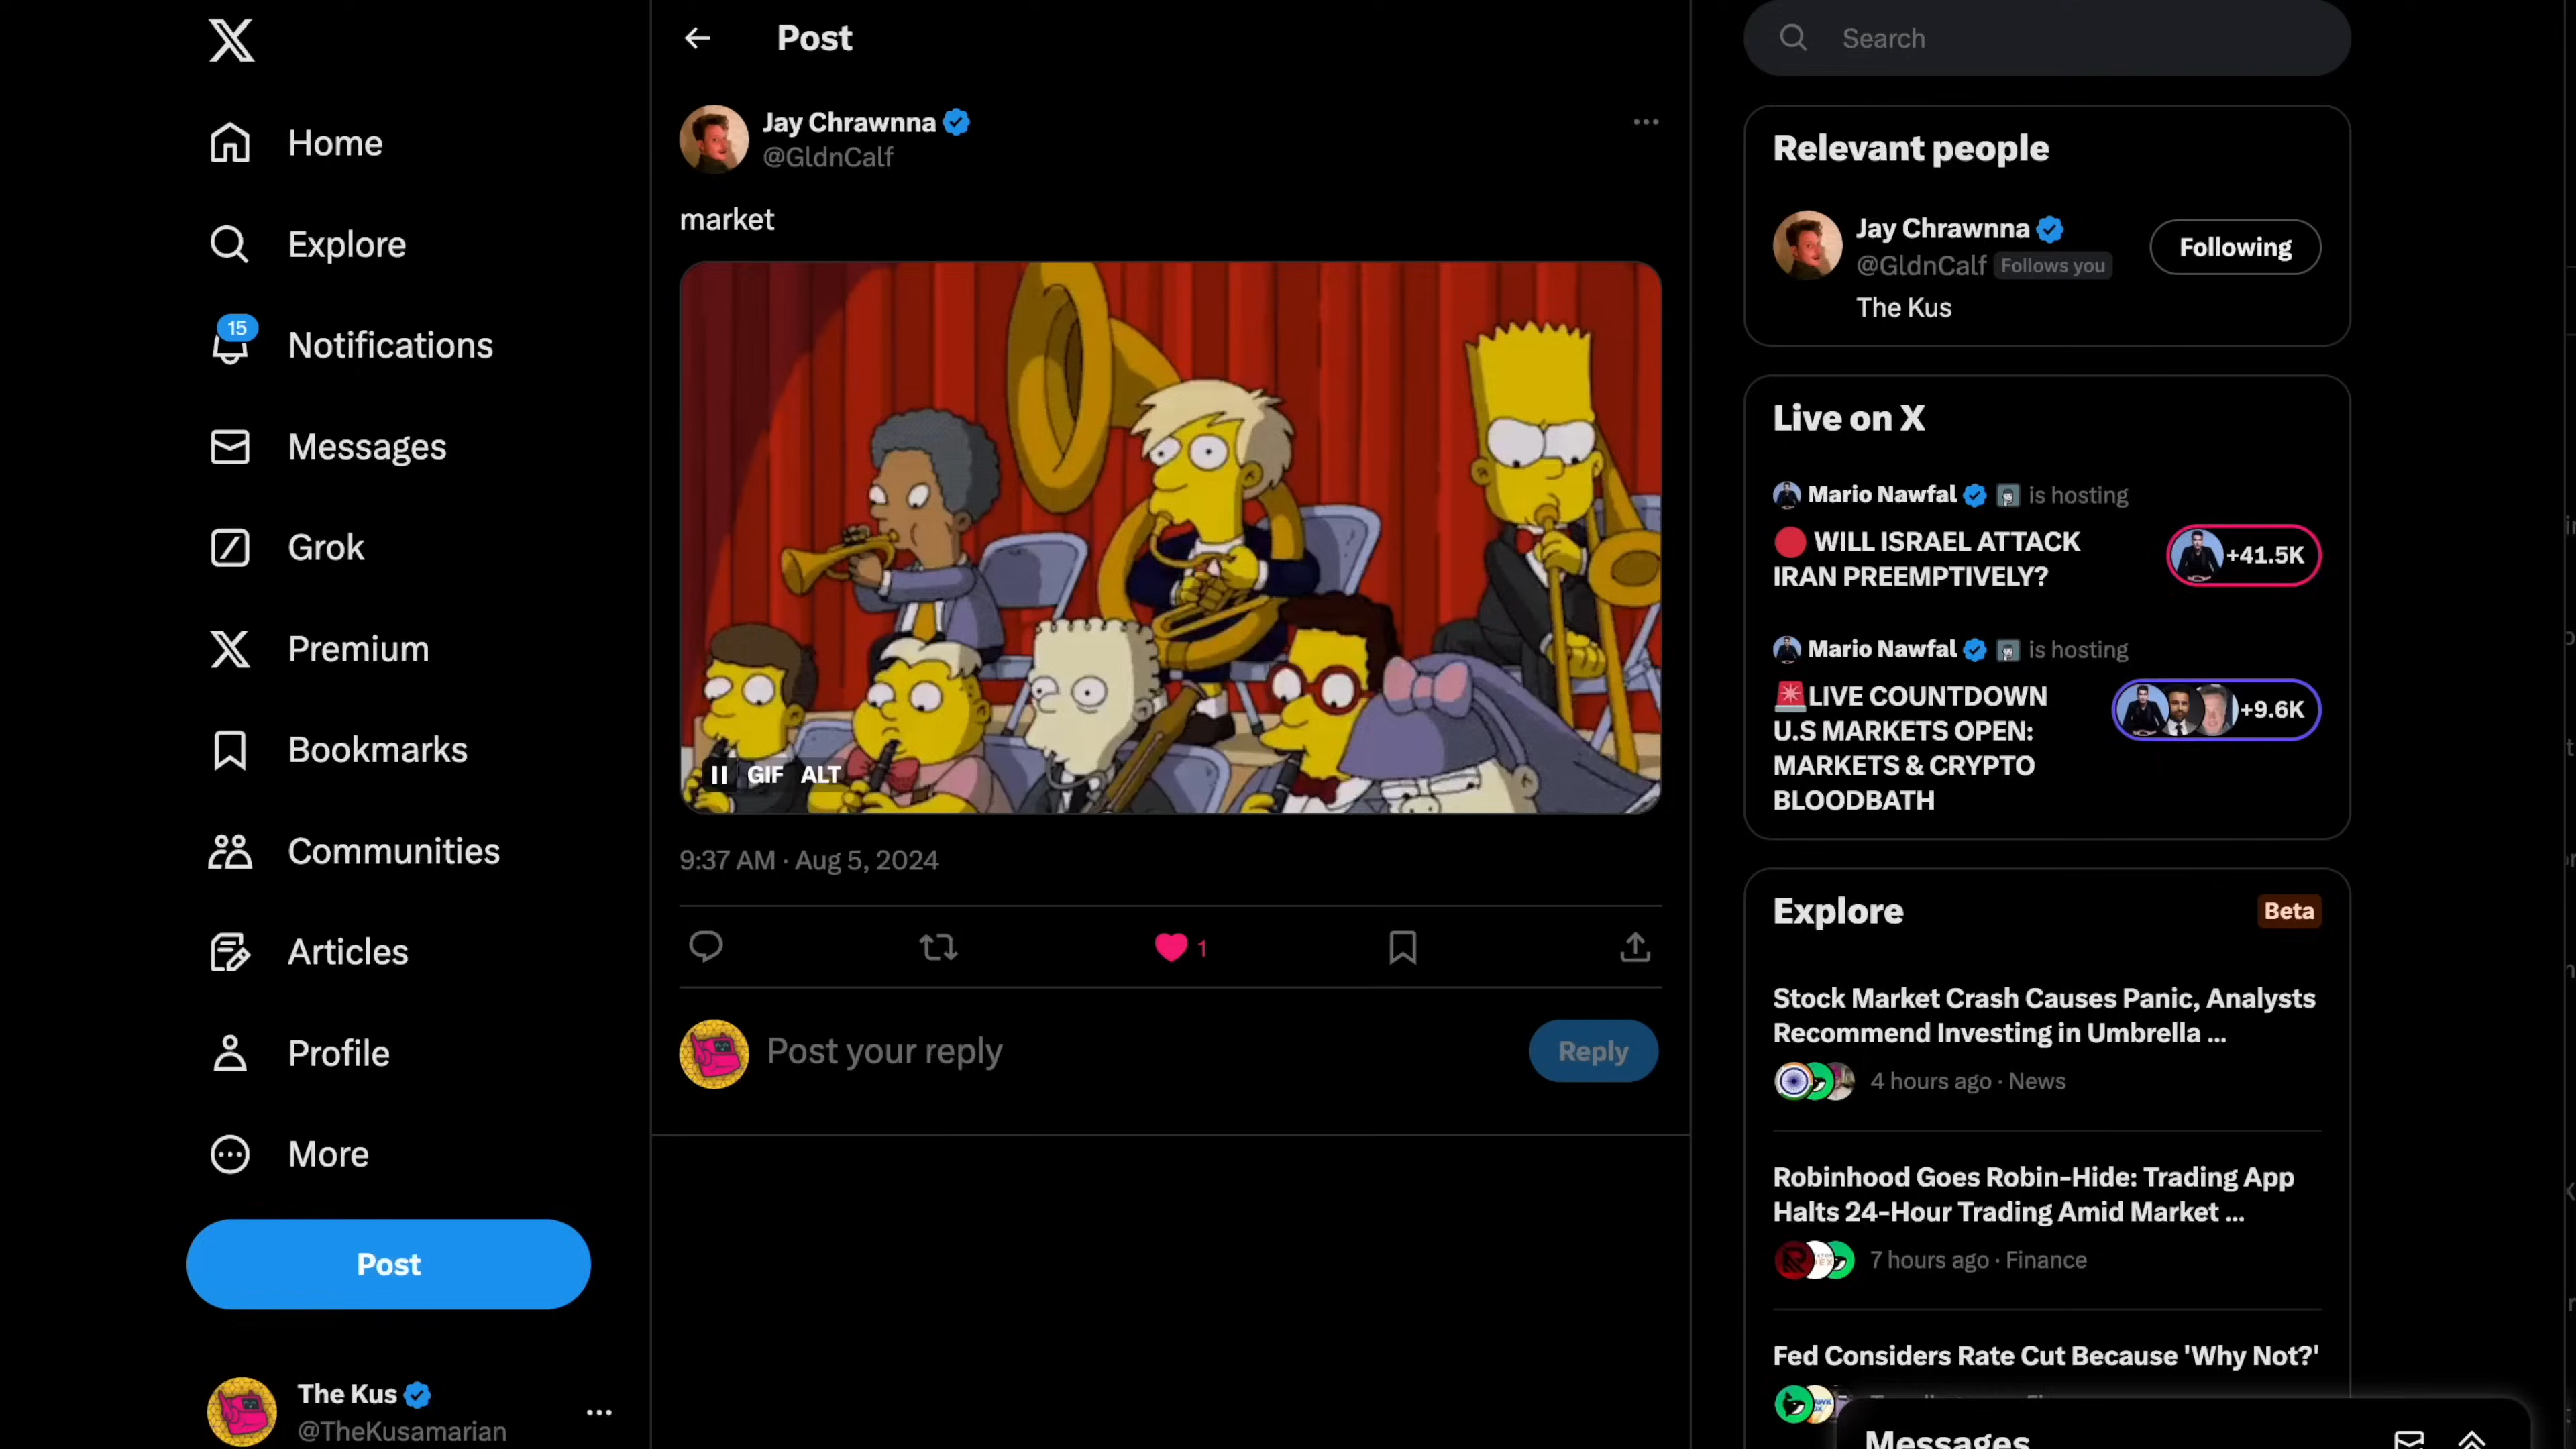 Home
Explore
15
Notifications
Messages
Grok
Premium
Bookmarks
Communities
Articles
Profile
More
Post
The Kus
@TheKusamarian
Post
Jay Chrawnna
@GldnCalf
market
GIF ALT
9:37 AM · Aug 5, 2024
1
Post your reply
Reply
Search
Relevant people
Jay Chrawnna
@GldnCalf Follows you
Following
The Kus
Live on X
Mario Nawfal is hosting
WILL ISRAEL ATTACK
IRAN PREEMPTIVELY?
+41.5K
Mario Nawfal is hosting
LIVE COUNTDOWN
U.S MARKETS OPEN:
MARKETS & CRYPTO
BLOODBATH
+9.6K
Explore
Beta
Stock Market Crash Causes Panic, Analysts
Recommend Investing in Umbrella ...
4 hours ago · News
Robinhood Goes Robin-Hide: Trading App
Halts 24-Hour Trading Amid Market ...
7 hours ago · Finance
Fed Considers Rate Cut Because 'Why Not?'
Messages